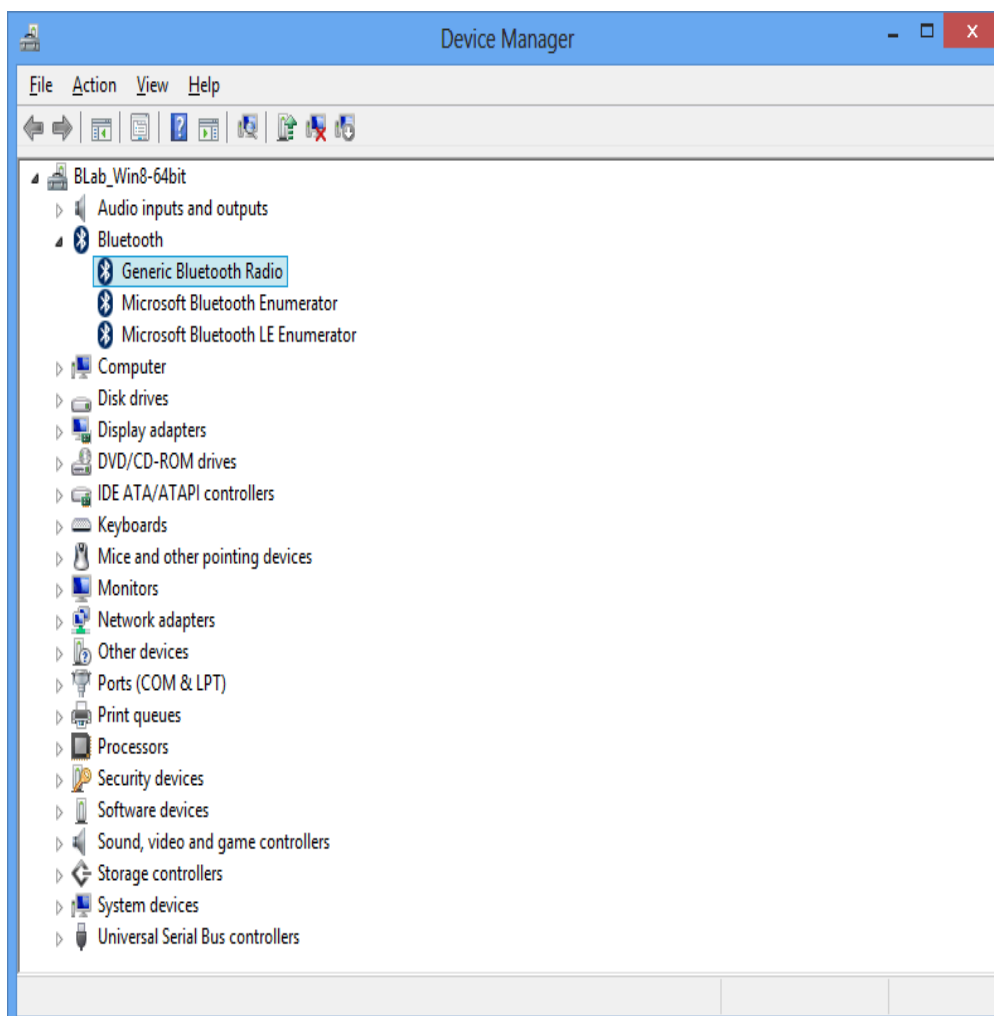 Device Manager
File Action View Help
BLab_Win8-64bit
Audio inputs and outputs
Bluetooth
Generic Bluetooth Radio
Microsoft Bluetooth Enumerator
Microsoft Bluetooth LE Enumerator
Computer
Disk drives
Display adapters
DVD/CD-ROM drives
IDE ATA/ATAPI controllers
Keyboards
Mice and other pointing devices
Monitors
Network adapters
Other devices
Ports (COM & LPT)
Print queues
Processors
Security devices
Software devices
Sound, video and game controllers
Storage controllers
System devices
Universal Serial Bus controllers